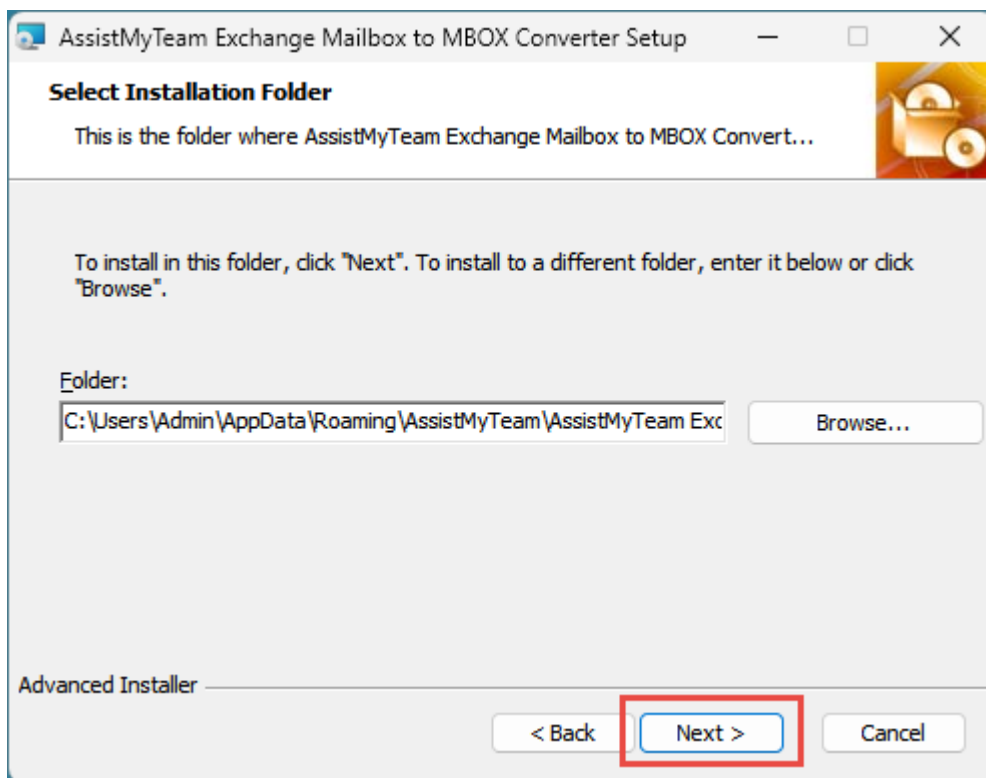 AssistMyTeam Exchange Mailbox to MBOX Converter Setup
Select Installation Folder
This is the folder where AssistMyTeam Exchange Mailbox to MBOX Convert...
To install in this folder, click "Next". To install to a different folder, enter it below or click
"Browse".
Folder:
C:\Users\Admin\AppData\Roaming\AssistMyTeam\AssistMyTeam Exc
Browse...
Advanced Installer
< Back
Next >
Cancel